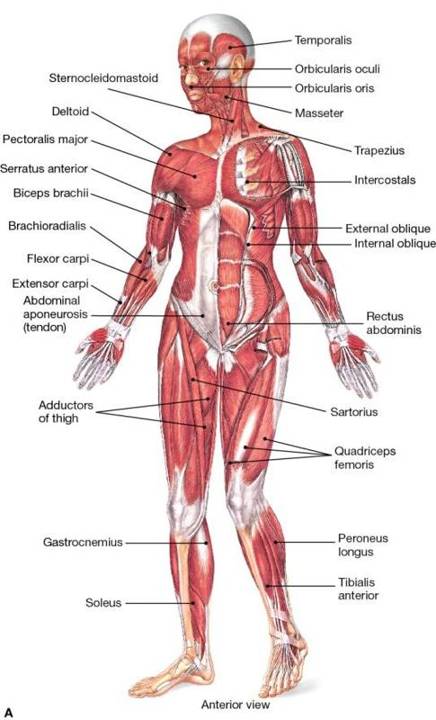 Temporalis
Orbicularis oculi
Orbicularis oris
Masseter
Trapezius
Intercostals
External oblique
Internal oblique
Rectus
abdominis
Sartorius
Quadriceps
femoris
Peroneus
longus
Tibialis
anterior
Sternocleidomastoid
Deltoid
Pectoralis major
Serratus anterior
Biceps brachii
Brachioradialis
Flexor carpi
Extensor carpi
Abdominal
aponeurosis
(tendon)
Adductors
of thigh
Gastrocnemius
Soleus
Anterior view
A